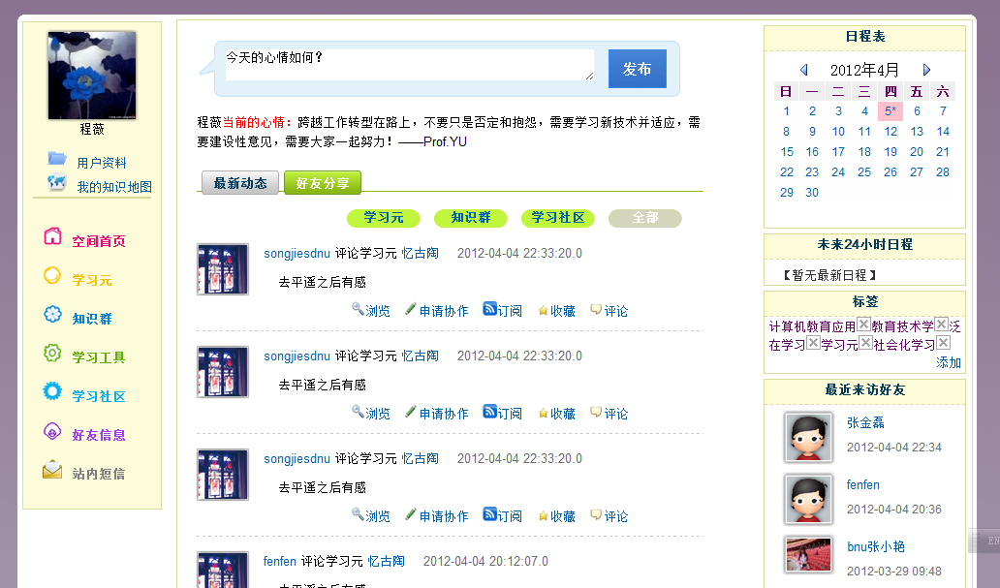 程薇
用户资料
我的知识地图
空间首页
学习元
知识群
学习工具
学习社区
好友信息
站内短信
今天的心情如何？
发布
程薇当前的心情：跨越工作转型在路上，不要只是否定和抱怨，需要学习新技术并适应，需
要建设性意见，需要大家一起努力！——Prof.YU
最新动态 好友分享
学习元 知识群 学习社区 全部
songjiesdnu 评论学习元 忆古陶 2012-04-04 22:33:20.0
去平遥之后有感
浏览 申请协作 订阅 收藏 评论
songjiesdnu 评论学习元 忆古陶 2012-04-04 22:33:20.0
去平遥之后有感
浏览 申请协作 订阅 收藏 评论
songjiesdnu 评论学习元 忆古陶 2012-04-04 22:33:20.0
去平遥之后有感
浏览 申请协作 订阅 收藏 评论
fenfen 评论学习元 忆古陶 2012-04-04 20:12:07.0
去平遥之后有感
日程表
2012年4月
日 一 二 三 四 五 六
1 2 3 4 5* 6 7
8 9 10 11 12 13 14
15 16 17 18 19 20 21
22 23 24 25 26 27 28
29 30
未来24小时日程
【暂无最新日程】
标签
计算机教育应用 教育技术学 泛
在学习 学习元 社会化学习
添加
最近来访好友
张金磊
2012-04-04 22:34
fenfen
2012-04-04 20:36
bnu张小艳
2012-03-29 09:48
EN